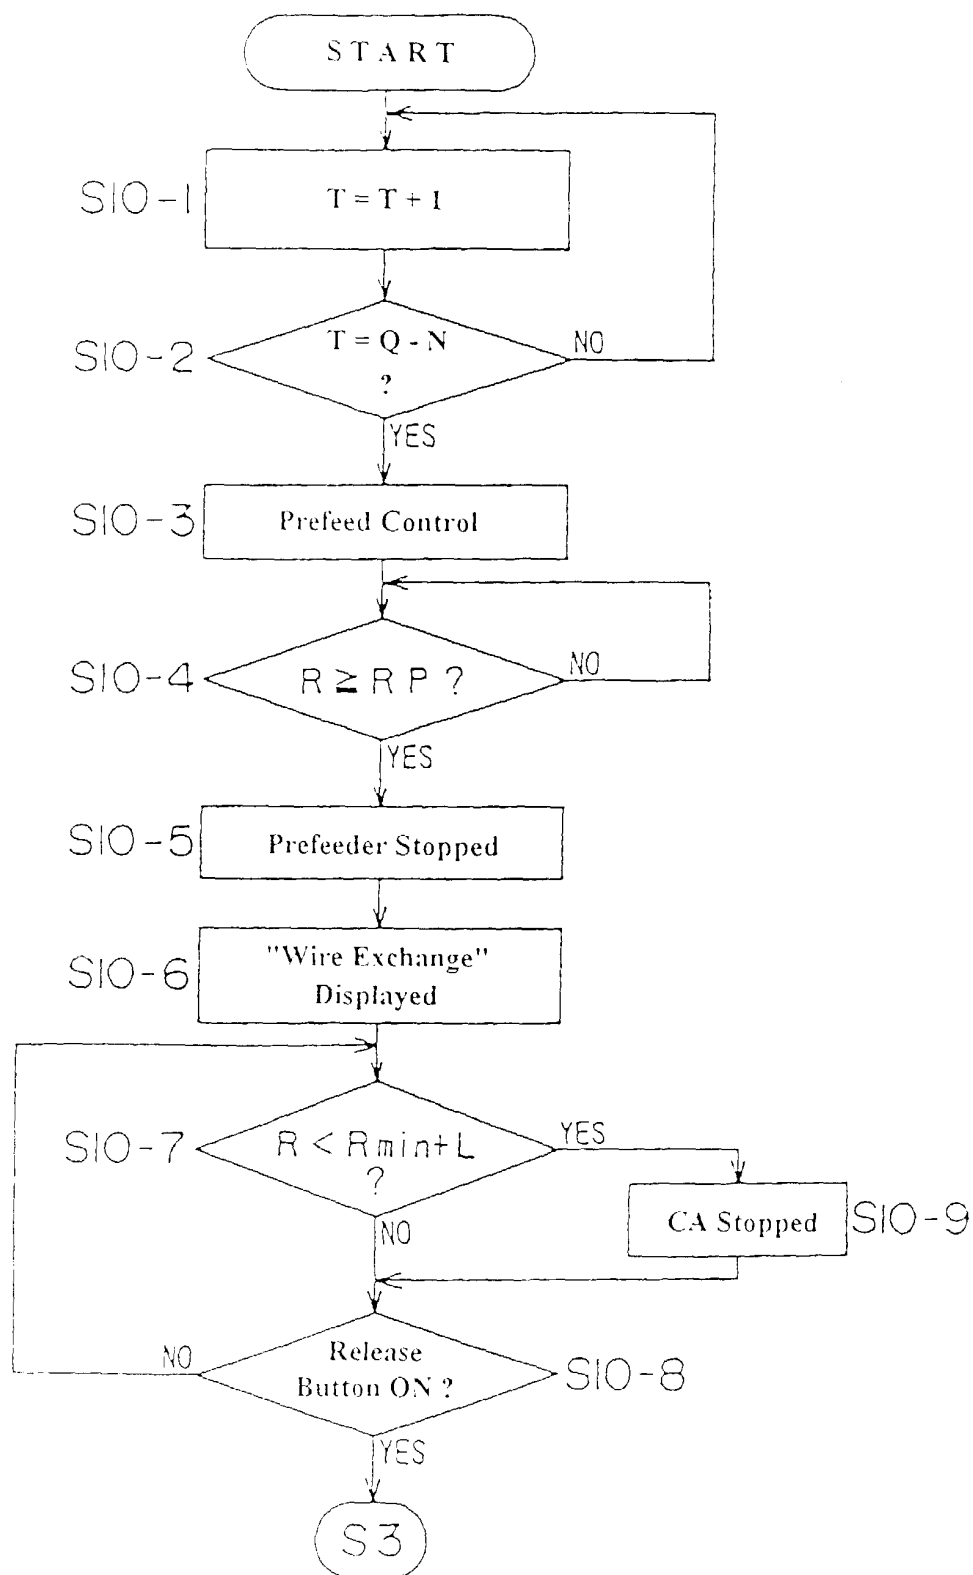 START
S10-1
T = T + 1
S10-2
T = Q - N
?
NO
YES
S10-3
Prefeed Control
S10-4
R ≧ R P ?
NO
YES
S10-5
Prefeeder Stopped
S10-6
"Wire Exchange"
Displayed
S10-7
R < Rmin+L
?
YES
NO
CA Stopped
S10-9
Release
Button ON ?
NO
S10-8
YES
S3